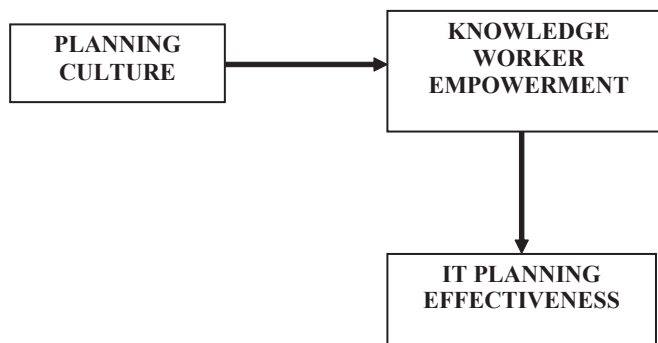 PLANNING
CULTURE
KNOWLEDGE
WORKER
EMPOWERMENT
IT PLANNING
EFFECTIVENESS